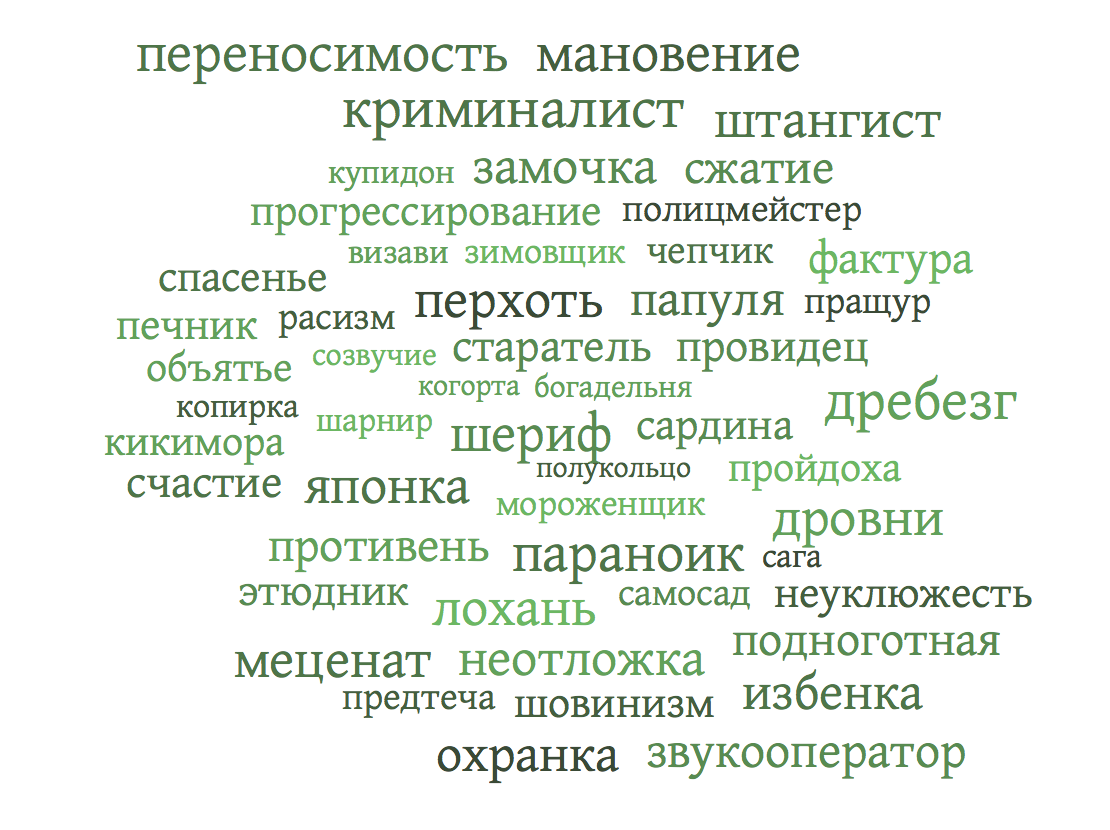 переносимость мановение
криминалист штангист
купидон замочка сжатие
прогрессирование полицмейстер
визави зимовщик чепчик фактура
спасенье перхоть папуля пращур
печник расизм
объятье созвучие старатель провидец
когорта богадельня дребезг
копирка шарнир шериф сардина
кикимора
полукольцо пройдоха
счастие японка мороженщик
дровни
противень параноик сага
этюдник лохань самосад неуклюжесть
подноготная
меценат неотложка
предтеча шовинизм избенка
охранка звукооператор